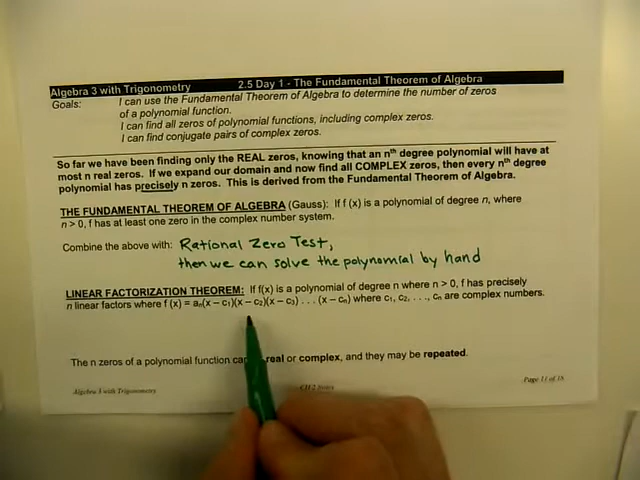 Algebra 3 with Trigonometry 2.5 Day 1 - The Fundamental Theorem of Algebra
Goals: I can use the Fundamental Theorem of Algebra to determine the number of zeros
of a polynomial function.
I can find all zeros of polynomial functions, including complex zeros.
I can find conjugate pairs of complex zeros.
So far we have been finding only the REAL zeros, knowing that an nth degree polynomial will have at
most n real zeros. If we expand our domain and now find all COMPLEX zeros, then every nth degree
polynomial has precisely n zeros. This is derived from the Fundamental Theorem of Algebra.
THE FUNDAMENTAL THEOREM OF ALGEBRA (Gauss): If f (x) is a polynomial of degree n, where
n > 0, f has at least one zero in the complex number system.
Combine the above with: Rational Zero Test,
then we can solve the polynomial by hand
LINEAR FACTORIZATION THEOREM: If f(x) is a polynomial of degree n where n > 0, f has precisely
n linear factors where f (x) = an(x – c1)(x – c2)(x – c3) . . . (x – cn) where c1, c2, . . . , cn are complex numbers.
The n zeros of a polynomial function can real or complex, and they may be repeated.
Algebra 3 with Trigonometry CH 2 Notes Page 11 of 18